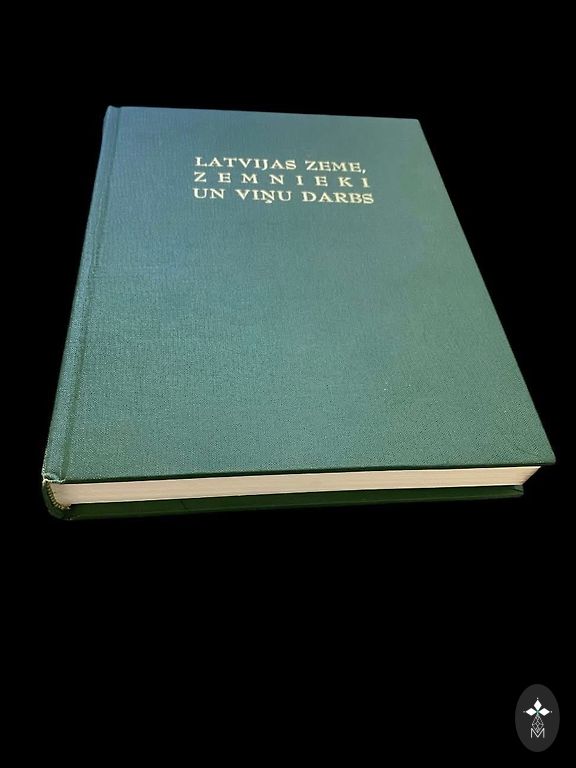 LATVIJAS ZEME,
ZEMNIEKI
UN VIŅU DARBS
M